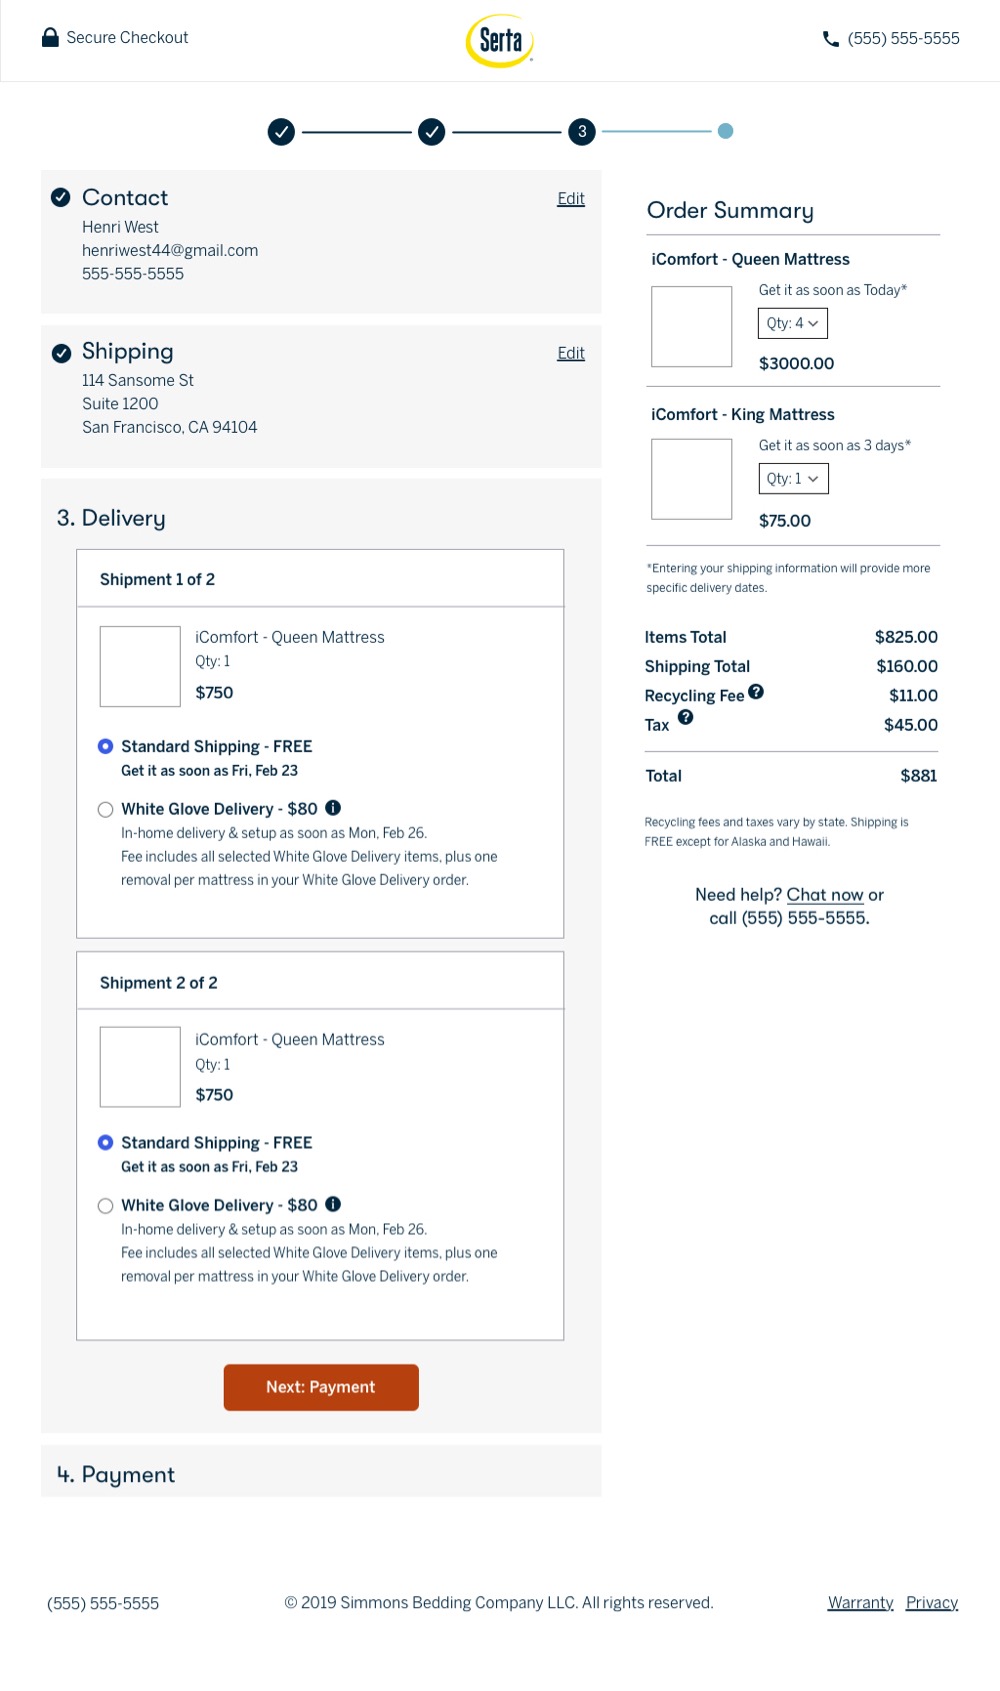 Secure Checkout
Serta
(555) 555-5555
3
Contact
Edit
Henri West
henriwest44@gmail.com
555-555-5555
Shipping
Edit
114 Sansome St
Suite 1200
San Francisco, CA 94104
3. Delivery
Shipment 1 of 2
iComfort - Queen Mattress
Qty: 1
$750
Standard Shipping - FREE
Get it as soon as Fri, Feb 23
White Glove Delivery - $80 i
In-home delivery & setup as soon as Mon, Feb 26.
Fee includes all selected White Glove Delivery items, plus one
removal per mattress in your White Glove Delivery order.
Shipment 2 of 2
iComfort - Queen Mattress
Qty: 1
$750
Standard Shipping - FREE
Get it as soon as Fri, Feb 23
White Glove Delivery - $80 i
In-home delivery & setup as soon as Mon, Feb 26.
Fee includes all selected White Glove Delivery items, plus one
removal per mattress in your White Glove Delivery order.
Next: Payment
4. Payment
Order Summary
iComfort - Queen Mattress
Get it as soon as Today*
Qty: 4
$3000.00
iComfort - King Mattress
Get it as soon as 3 days*
Qty: 1
$75.00
*Entering your shipping information will provide more
specific delivery dates.
Items Total $825.00
Shipping Total $160.00
Recycling Fee ? $11.00
Tax ? $45.00
Total $881
Recycling fees and taxes vary by state. Shipping is
FREE except for Alaska and Hawaii.
Need help? Chat now or
call (555) 555-5555.
(555) 555-5555
© 2019 Simmons Bedding Company LLC. All rights reserved.
Warranty Privacy